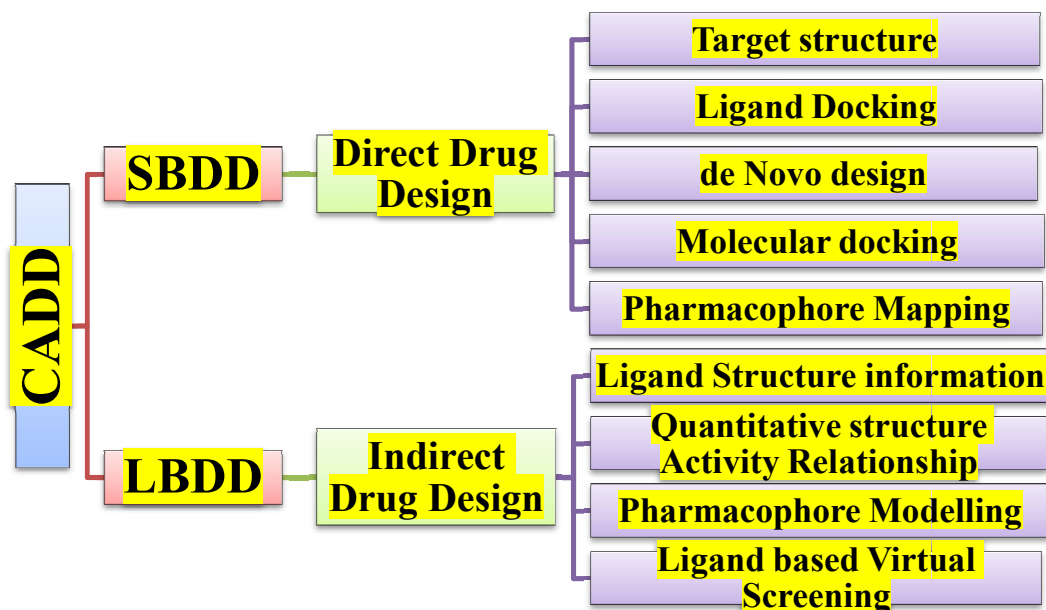 CADD
SBDD
Direct Drug
Design
Target structure
Ligand Docking
de Novo design
Molecular docking
Pharmacophore Mapping
LBDD
Indirect
Drug Design
Ligand Structure information
Quantitative structure
Activity Relationship
Pharmacophore Modelling
Ligand based Virtual
Screening